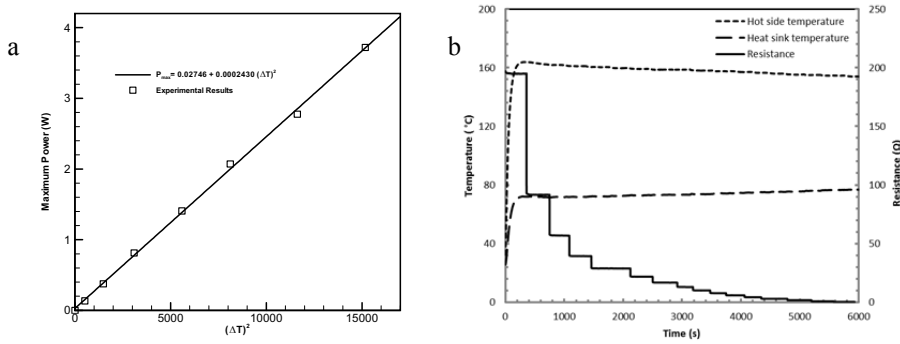 a
4
3
2
1
0
Maximum Power (W)
P_max= 0.02746 + 0.0002430 (ΔT)²
Experimental Results
0 5000 10000 15000
(ΔT)²
b
200
160
120
80
40
0
Temperature ( °C)
Hot side temperature
Heat sink temperature
Resistance
250
200
150
100
50
0
Resistance (Ω)
0 1000 2000 3000 4000 5000 6000
Time (s)